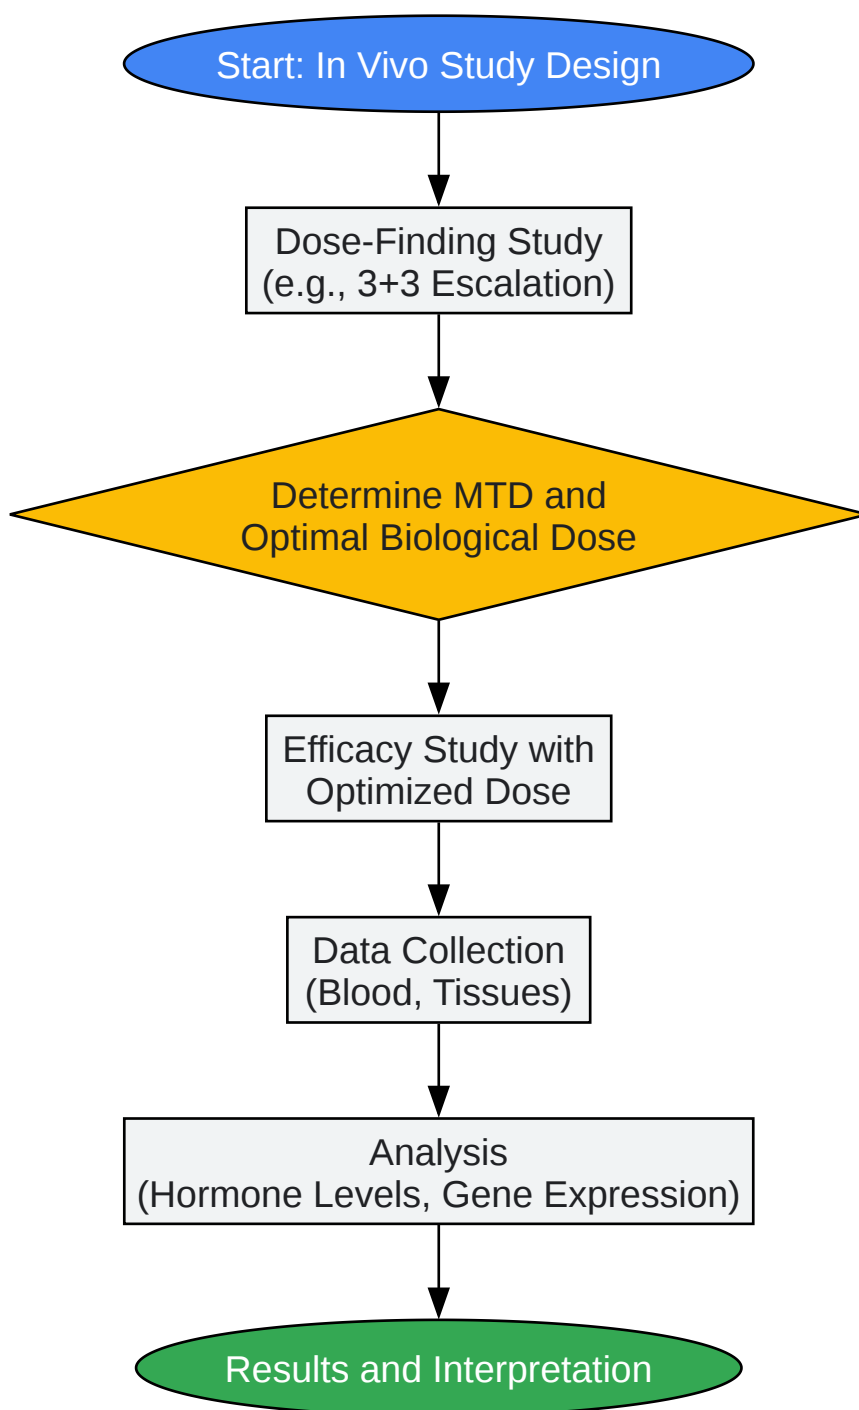 Start: In Vivo Study Design
Dose-Finding Study
(e.g., 3+3 Escalation)
Determine MTD and
Optimal Biological Dose
Efficacy Study with
Optimized Dose
Data Collection
(Blood, Tissues)
Analysis
(Hormone Levels, Gene Expression)
Results and Interpretation